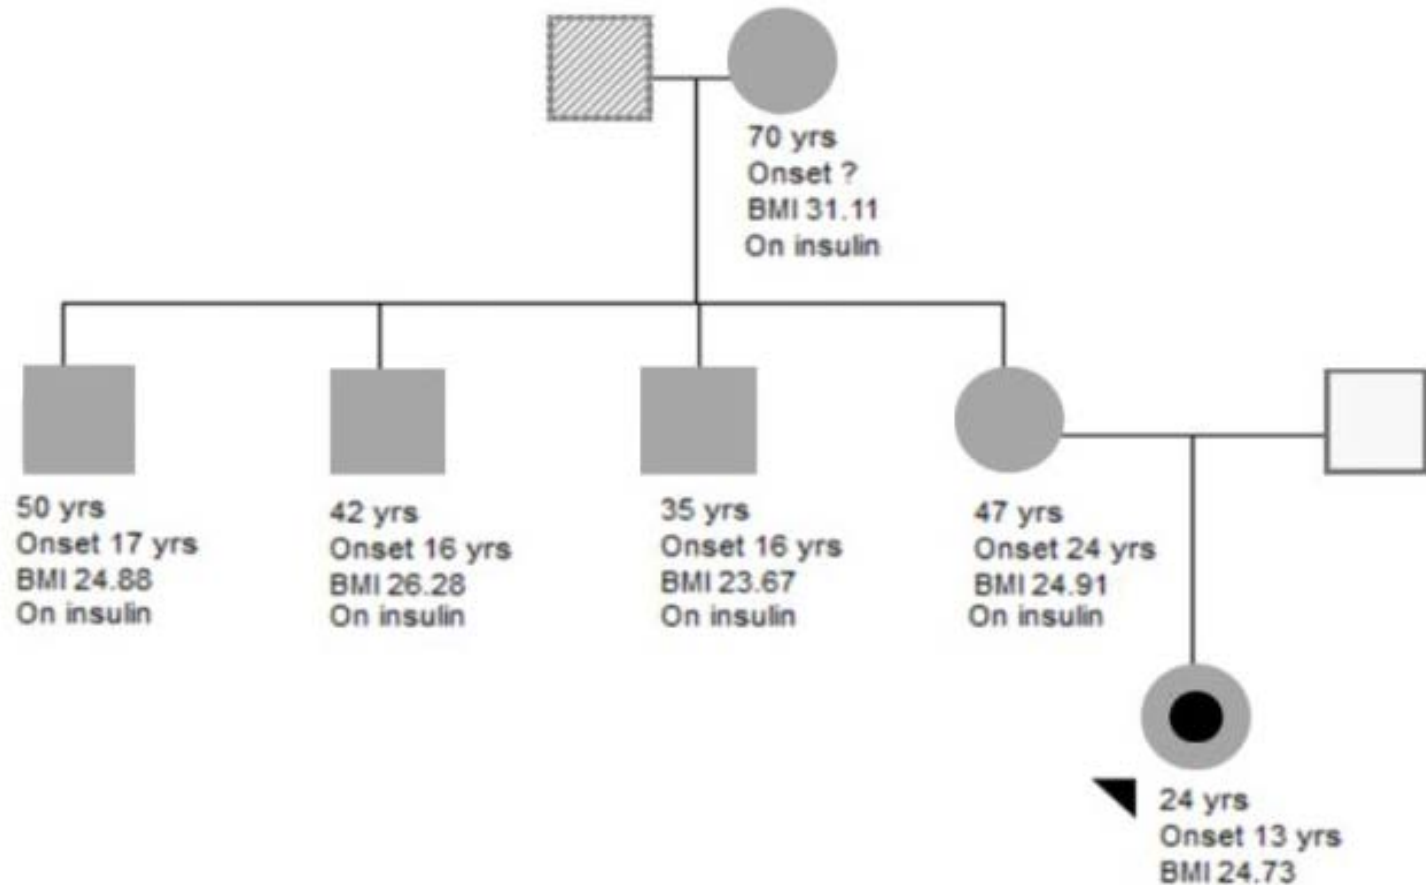 70 yrs
Onset ?
BMI 31.11
On insulin
50 yrs
Onset 17 yrs
BMI 24.88
On insulin
42 yrs
Onset 16 yrs
BMI 26.28
On insulin
35 yrs
Onset 16 yrs
BMI 23.67
On insulin
47 yrs
Onset 24 yrs
BMI 24.91
On insulin
24 yrs
Onset 13 yrs
BMI 24.73